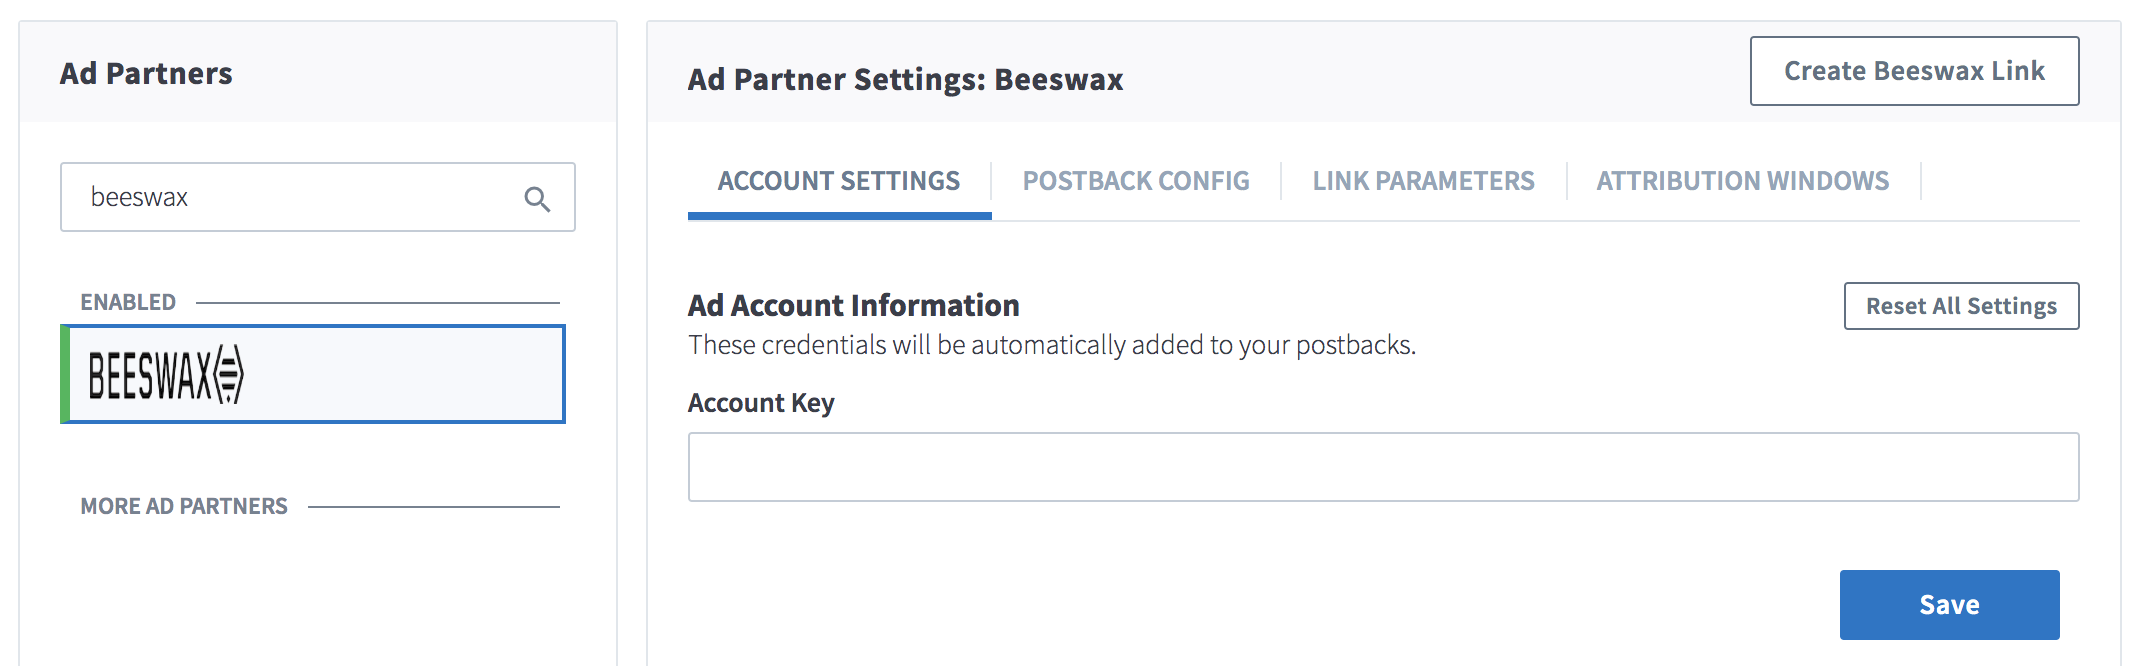 Ad Partners
beeswax
ENABLED
BEESWAX
MORE AD PARTNERS
Ad Partner Settings: Beeswax
Create Beeswax Link
ACCOUNT SETTINGS
POSTBACK CONFIG
LINK PARAMETERS
ATTRIBUTION WINDOWS
Ad Account Information
Reset All Settings
These credentials will be automatically added to your postbacks.
Account Key
Save